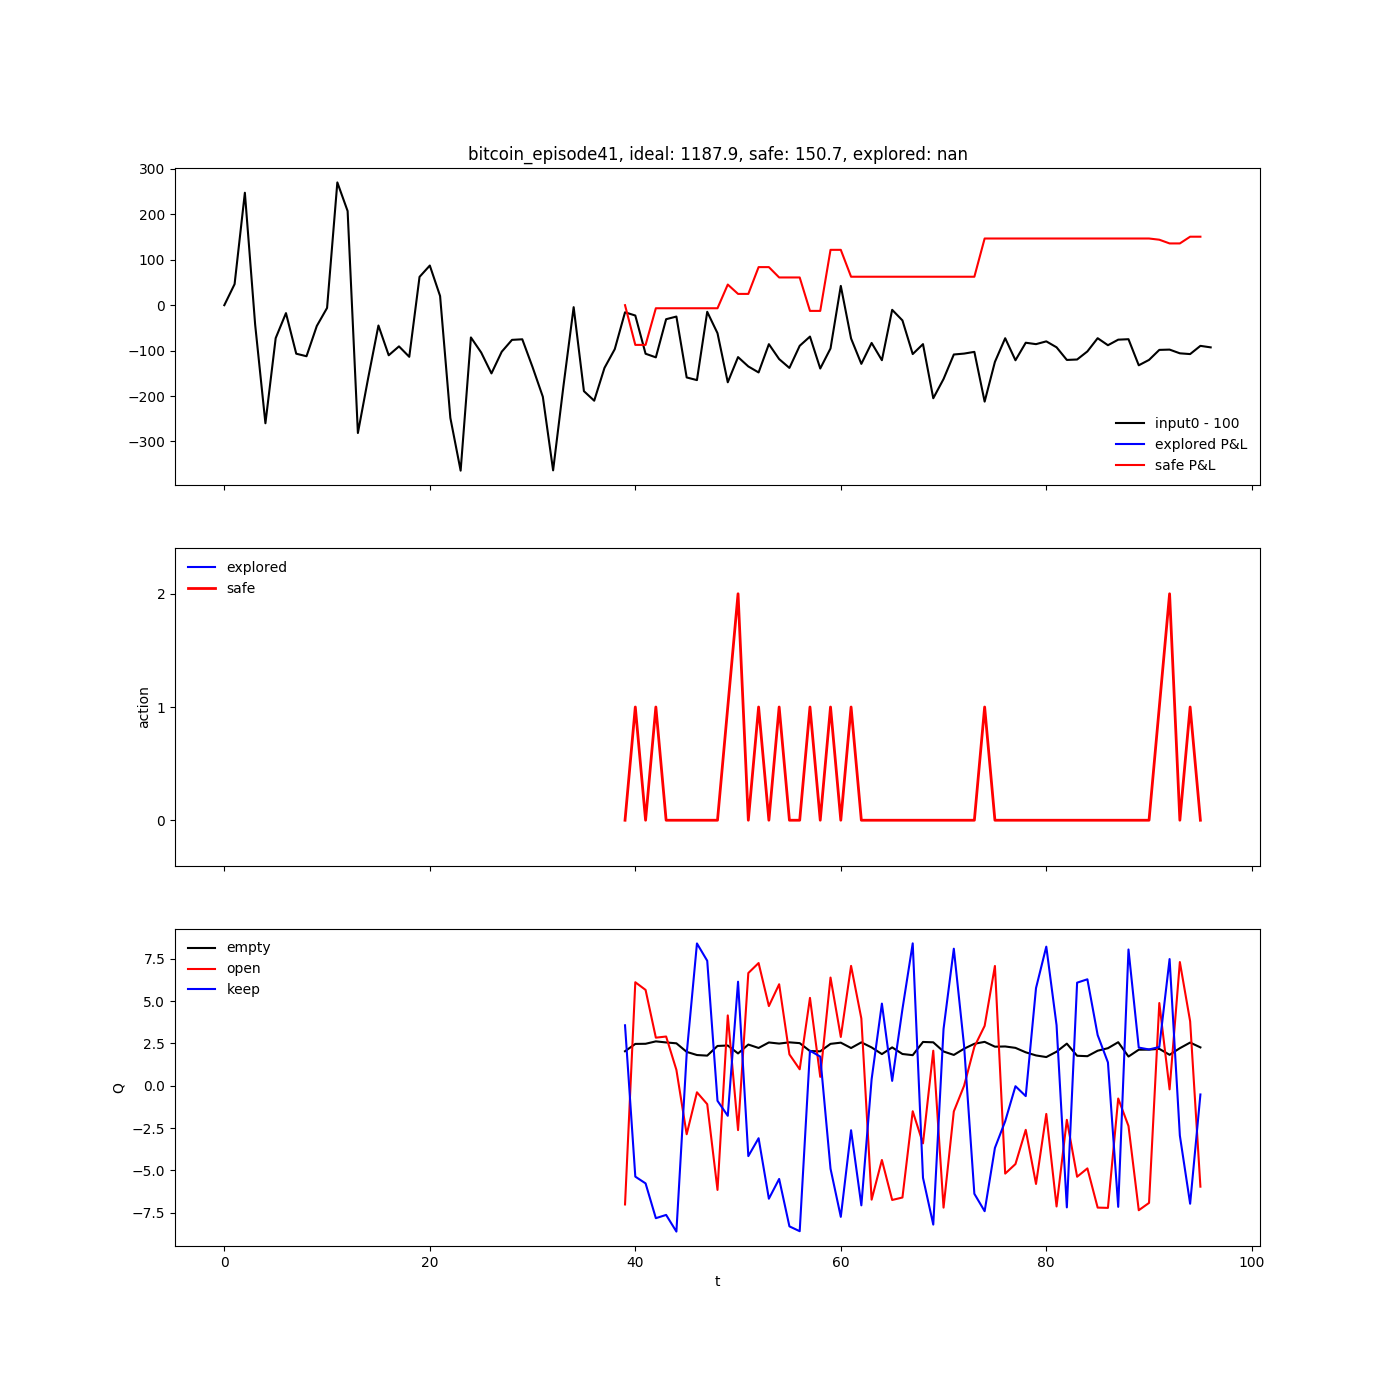 bitcoin_episode41, ideal: 1187.9, safe: 150.7, explored: nan
300
200
100
0
−100
−200
−300
input0 - 100
explored P&L
safe P&L
explored
safe
2
1
0
action
empty
open
keep
7.5
5.0
2.5
0.0
−2.5
−5.0
−7.5
Q
0 20 40 60 80 100
t